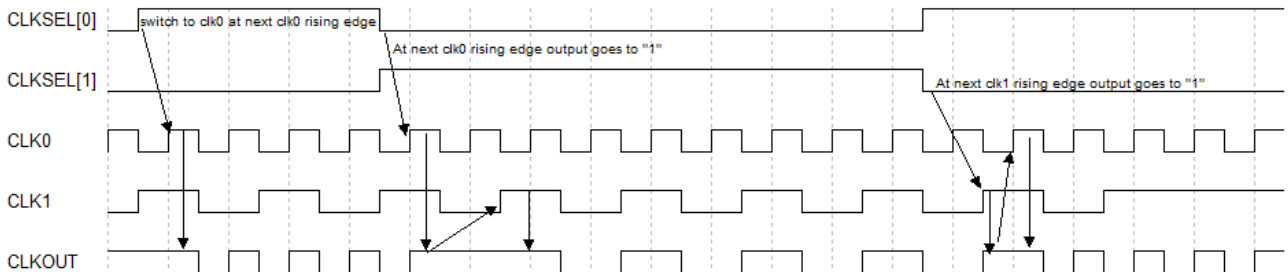 CLKSEL[0]
switch to clk0 at next clk0 rising edge
At next clk0 rising edge output goes to "1"
CLKSEL[1]
At next clk1 rising edge output goes to "1"
CLK0
CLK1
CLKOUT